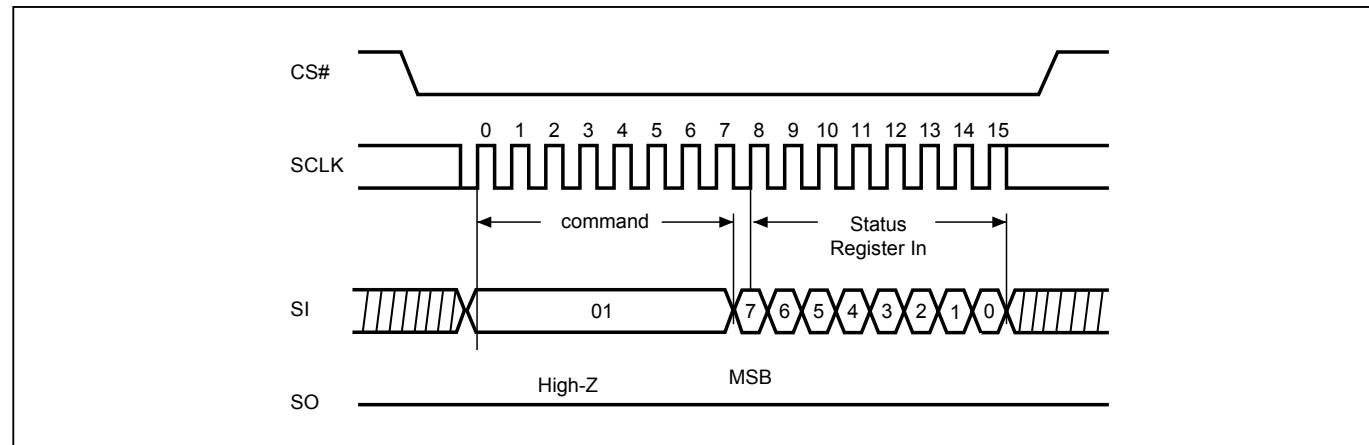 CS#
0 1 2 3 4 5 6 7 8 9 10 11 12 13 14 15
SCLK
command
Status
Register In
SI
01
7 6 5 4 3 2 1 0
High-Z
MSB
SO